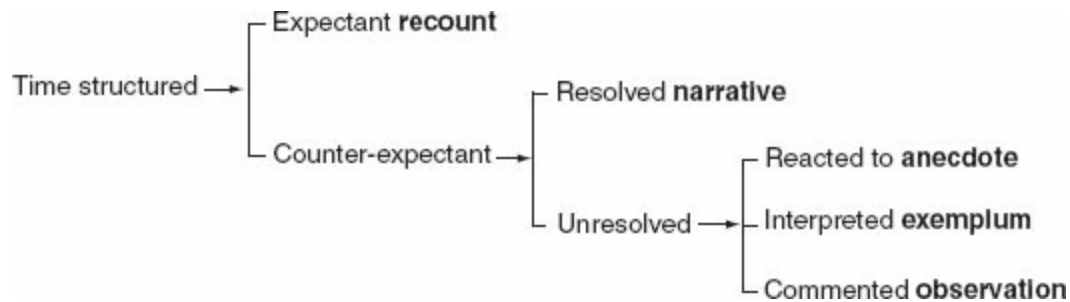 Expectant recount
Time structured
Resolved narrative
Counter-expectant
Reacted to anecdote
Unresolved
Interpreted exemplum
Commented observation